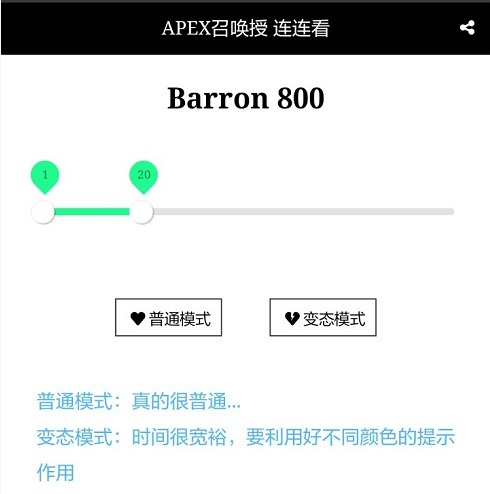 APEX召唤授 连连看
Barron 800
1 20
普通模式 变态模式
普通模式：真的很普通...
变态模式：时间很宽裕，要利用好不同颜色的提示
作用